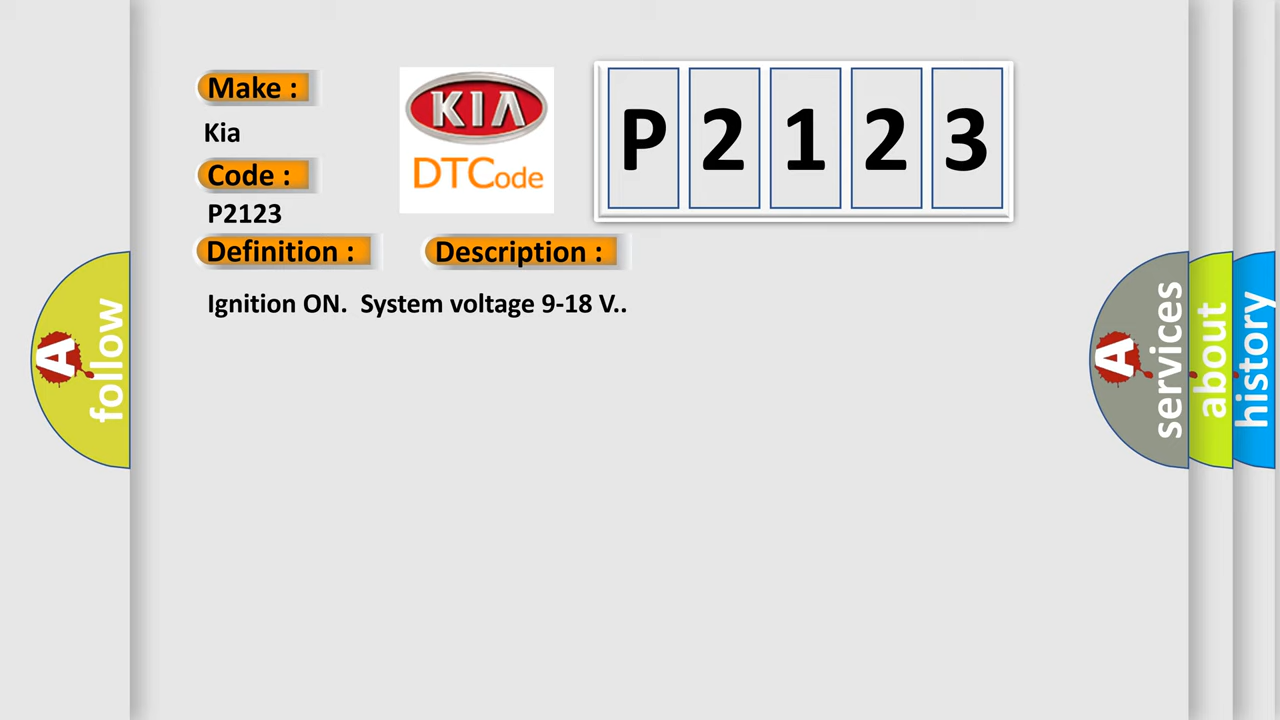 Make :
Kia
Code :
P2123
Definition :
Description :
Ignition ON.  System voltage 9-18 V..
KIA
DTCode
P 2 1 2 3
A follow
A services
about
history